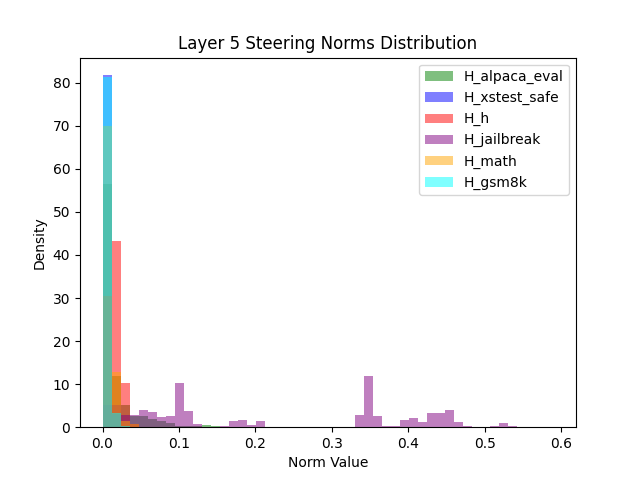 Layer 5 Steering Norms Distribution
H_alpaca_eval
H_xstest_safe
H_h
H_jailbreak
H_math
H_gsm8k
80
70
60
50
40
30
20
10
0
Density
0.0 0.1 0.2 0.3 0.4 0.5 0.6
Norm Value